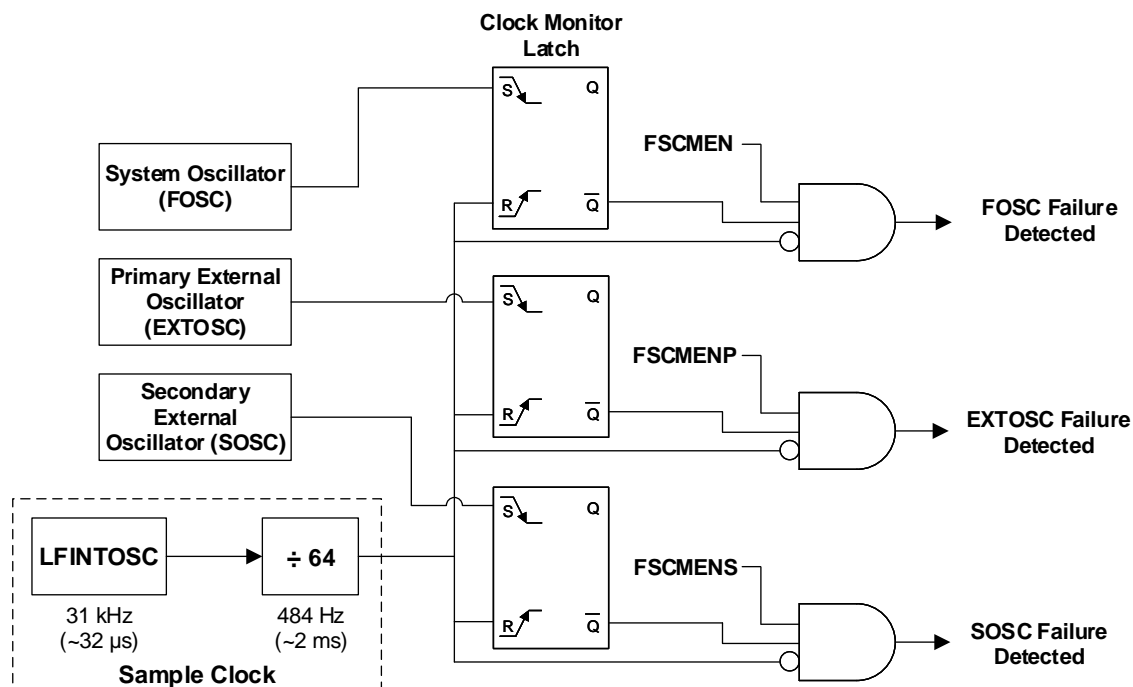 Clock Monitor
Latch
S
Q
R
Q̅
System Oscillator
(FOSC)
FSCMEN
FOSC Failure
Detected
Primary External
Oscillator
(EXTOSC)
S
Q
R
Q̅
FSCMENP
EXTOSC Failure
Detected
Secondary
External
Oscillator (SOSC)
S
Q
R
Q̅
FSCMENS
SOSC Failure
Detected
LFINTOSC
÷ 64
31 kHz
(~32 µs)
484 Hz
(~2 ms)
Sample Clock